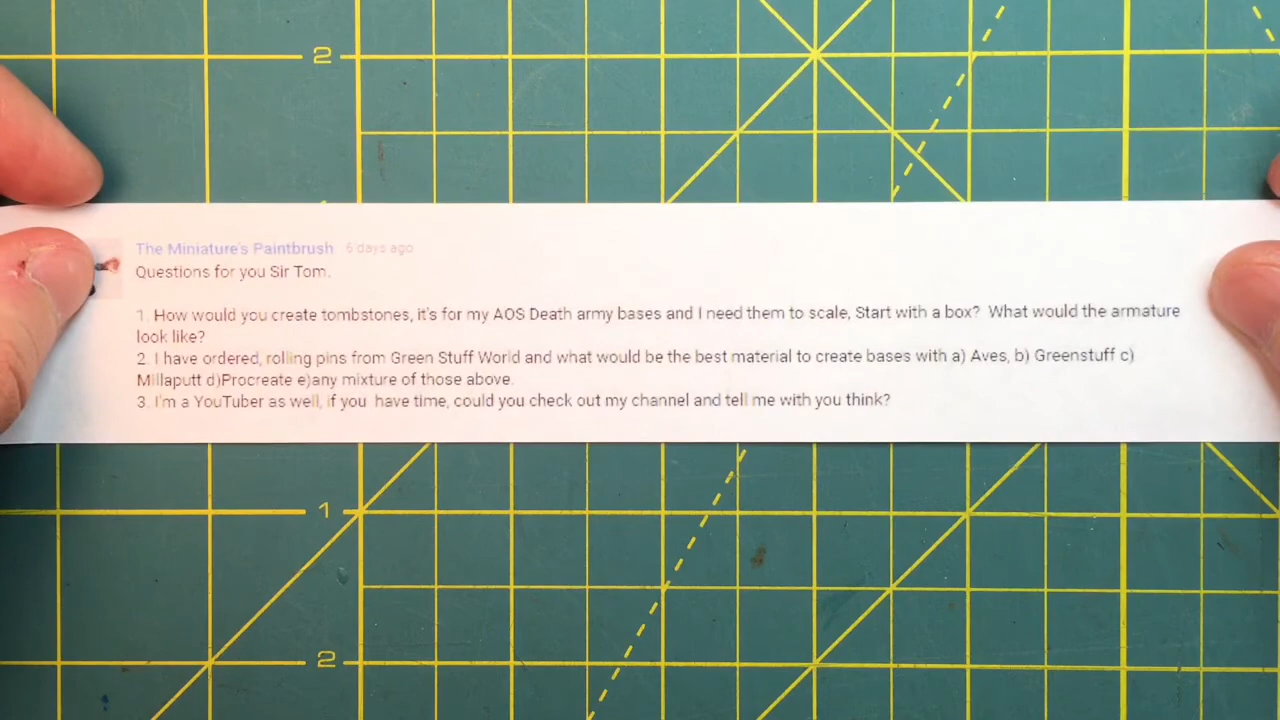 2
The Miniature's Paintbrush 6 days ago
Questions for you Sir Tom.
1. How would you create tombstones, it's for my AOS Death army bases and I need them to scale, Start with a box? What would the armature
look like?
2. I have ordered, rolling pins from Green Stuff World and what would be the best material to create bases with a) Aves, b) Greenstuff c)
Millaputt d)Procreate e)any mixture of those above.
3. I'm a YouTuber as well, if you have time, could you check out my channel and tell me with you think?
1
2